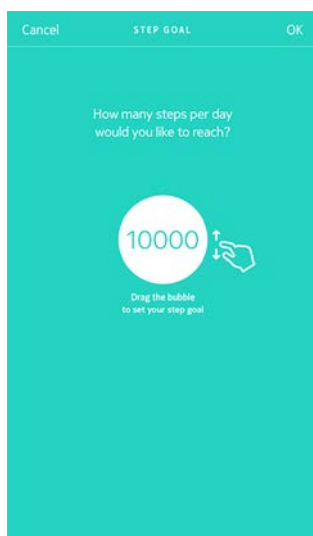 Cancel STEP GOAL OK
How many steps per day
would you like to reach?
10000
Drag the bubble
to set your step goal